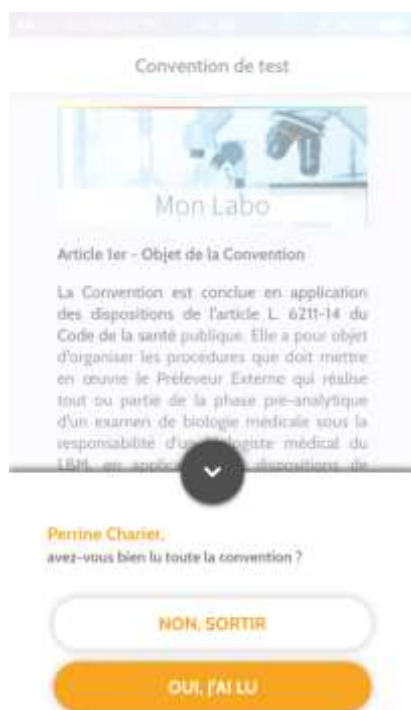 Convention de test
Mon Labo
Article 1er - Objet de la Convention
La Convention est conclue en application
des dispositions de l'article L. 6211-14 du
Code de la santé publique. Elle a pour objet
d'organiser les procédures que doit mettre
en œuvre le Préleveur Externe qui réalise
tout ou partie de la phase pré-analytique
d'un examen de biologie médicale sous la
responsabilité d'un biologiste médical du
LBM, en dispositions de
Perrine Charier,
avez-vous bien lu toute la convention ?
NON, SORTIR
OUI, J'AI LU